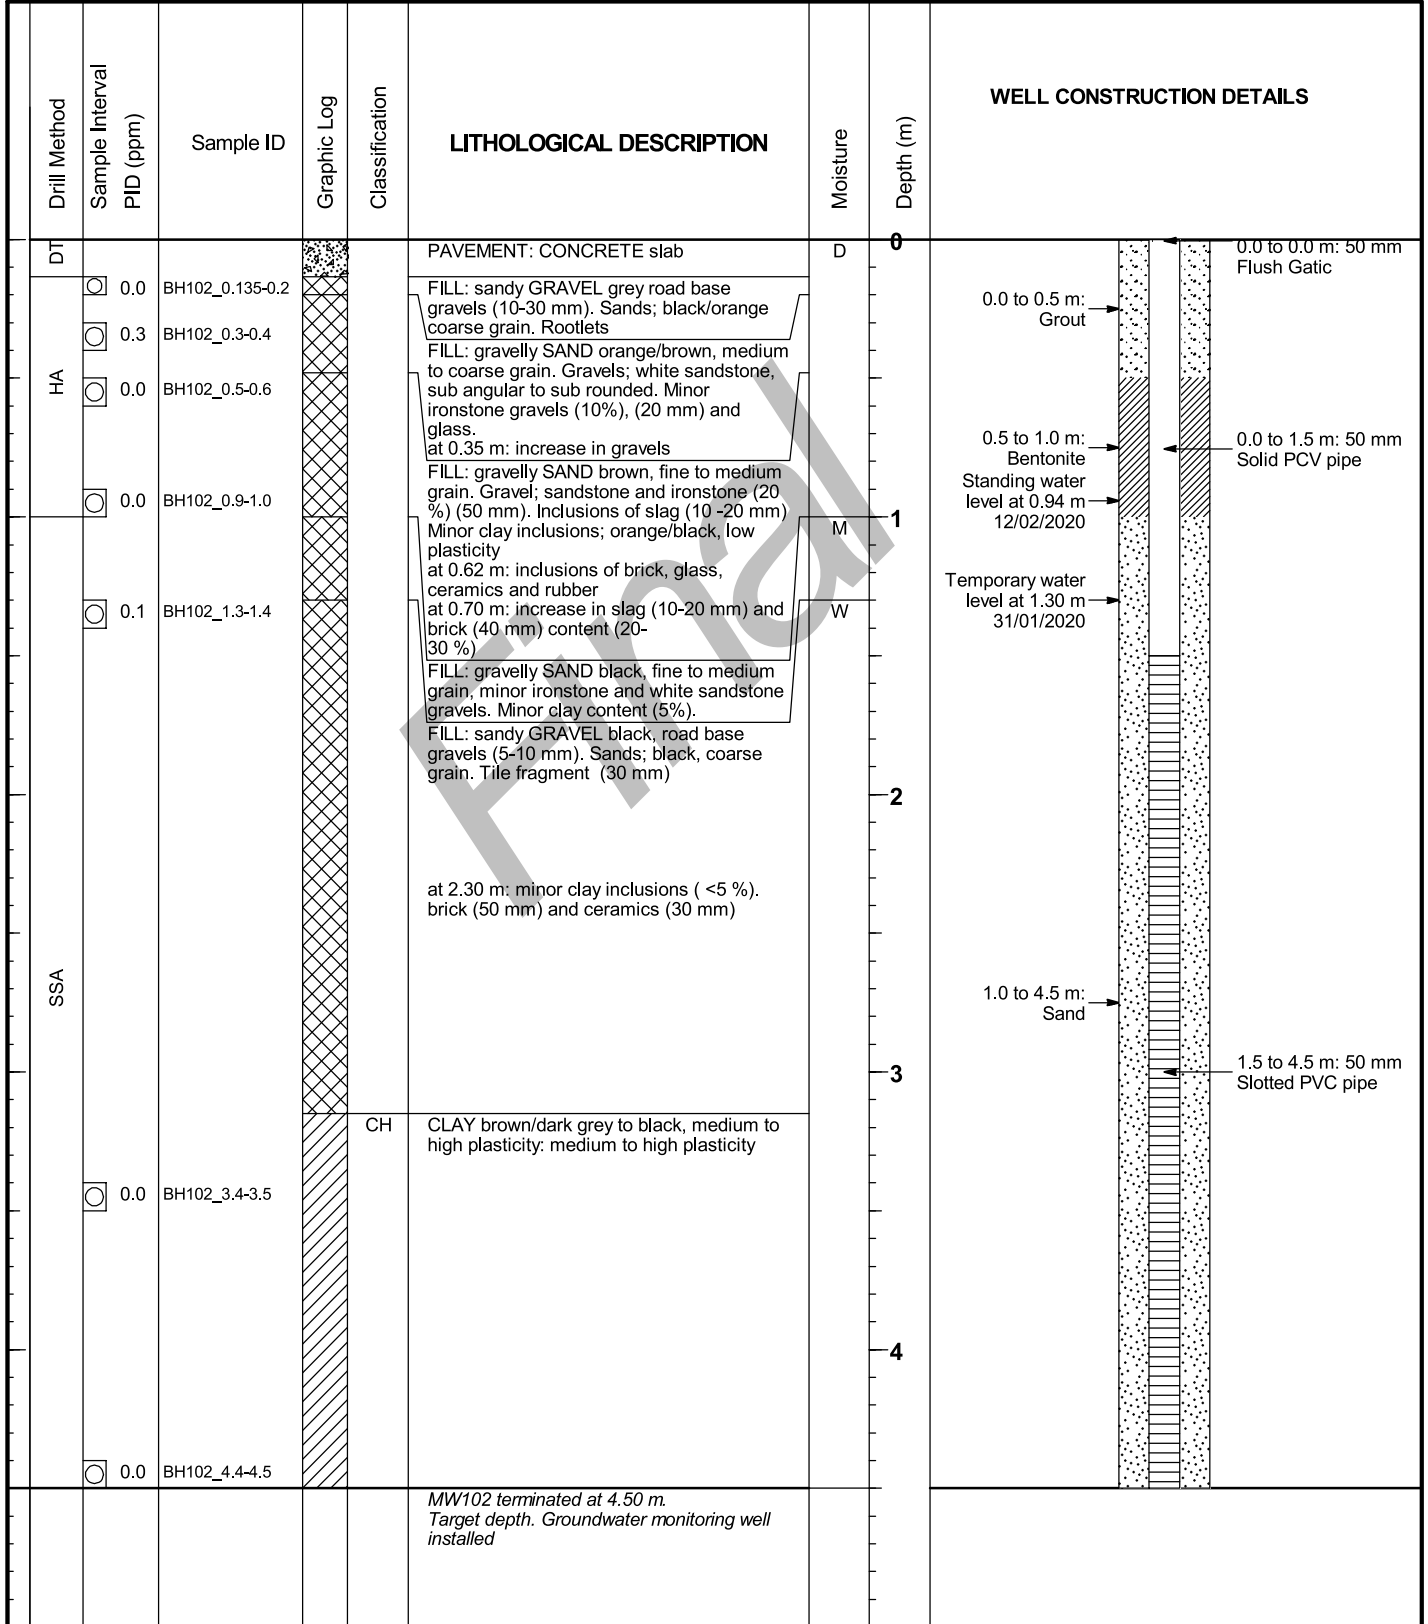 Drill Method
Sample Interval
PID (ppm)
Sample ID
Graphic Log
Classification
LITHOLOGICAL DESCRIPTION
Moisture
Depth (m)
WELL CONSTRUCTION DETAILS
DT
HA
SSA
0.0 BH102_0.135-0.2
0.3 BH102_0.3-0.4
0.0 BH102_0.5-0.6
0.0 BH102_0.9-1.0
0.1 BH102_1.3-1.4
0.0 BH102_3.4-3.5
0.0 BH102_4.4-4.5
CH
PAVEMENT: CONCRETE slab
FILL: sandy GRAVEL grey road base
gravels (10-30 mm). Sands; black/orange
coarse grain. Rootlets
FILL: gravelly SAND orange/brown, medium
to coarse grain. Gravels; white sandstone,
sub angular to sub rounded. Minor
ironstone gravels (10%), (20 mm) and
glass.
at 0.35 m: increase in gravels
FILL: gravelly SAND brown, fine to medium
grain. Gravel; sandstone and ironstone (20
%) (50 mm). Inclusions of slag (10 -20 mm)
Minor clay inclusions; orange/black, low
plasticity
at 0.62 m: inclusions of brick, glass,
ceramics and rubber
at 0.70 m: increase in slag (10-20 mm) and
brick (40 mm) content (20-
30 %)
FILL: gravelly SAND black, fine to medium
grain, minor ironstone and white sandstone
gravels. Minor clay content (5%).
FILL: sandy GRAVEL black, road base
gravels (5-10 mm). Sands; black, coarse
grain. Tile fragment (30 mm)
at 2.30 m: minor clay inclusions ( <5 %).
brick (50 mm) and ceramics (30 mm)
CLAY brown/dark grey to black, medium to
high plasticity: medium to high plasticity
MW102 terminated at 4.50 m.
Target depth. Groundwater monitoring well
installed
Final
D
M
W
0
1
2
3
4
0.0 to 0.5 m:
Grout
0.5 to 1.0 m:
Bentonite
Standing water
level at 0.94 m
12/02/2020
Temporary water
level at 1.30 m
31/01/2020
1.0 to 4.5 m:
Sand
0.0 to 0.0 m: 50 mm
Flush Gatic
0.0 to 1.5 m: 50 mm
Solid PCV pipe
1.5 to 4.5 m: 50 mm
Slotted PVC pipe